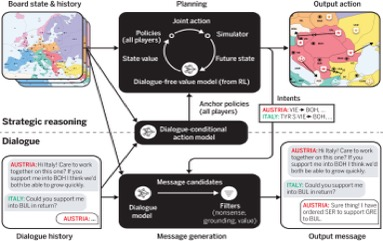 Board state & history
Planning
Output action
Joint action
Policies
(all players)
Simulator
State value
Future state
Dialogue-free value model (from RL)
Anchor policies
(all players)
Intents
AUSTRIA: VIE → BOH, ...
ITALY: TYR S VIE → BOH, ...
Strategic reasoning
Dialogue
Dialogue-conditional
action model
AUSTRIA: Hi Italy! Care to work
together on this one? If you
support me into BOH I think we'd
both be able to grow quickly.
ITALY: Could you support me
into BUL in return?
AUSTRIA: ...
Message candidates
Dialogue
model
Filters
(nonsense,
grounding, value)
AUSTRIA: Hi Italy! Care to work
together on this one? If you
support me into BOH I think we'd
both be able to grow quickly.
ITALY: Could you support me
into BUL in return?
AUSTRIA: Sure thing! I have
ordered SER to support GRE
to BUL.
Dialogue history
Message generation
Output message